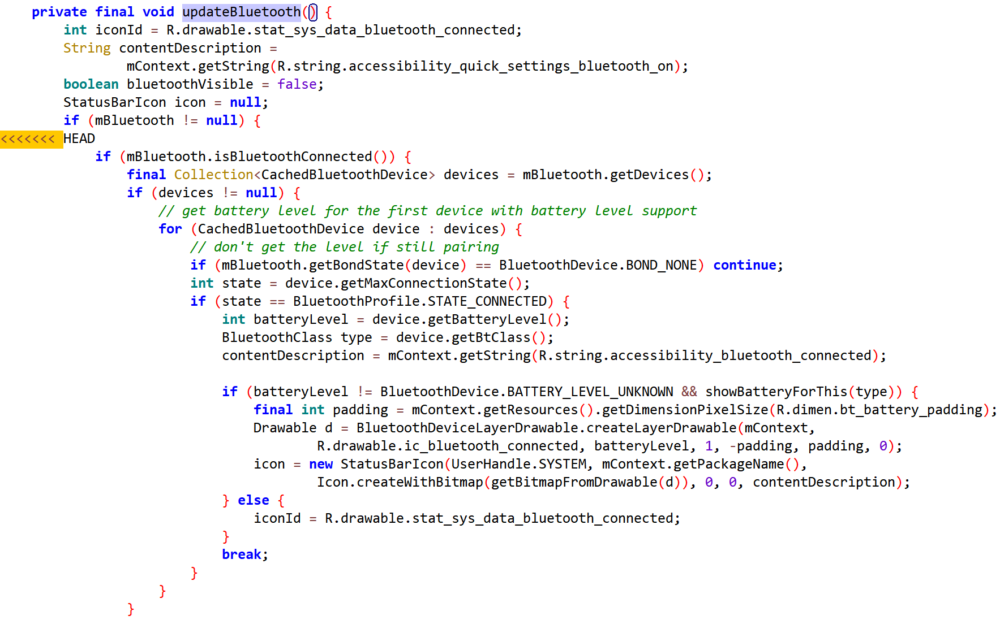 private final void updateBluetooth() {
int iconId = R.drawable.stat_sys_data_bluetooth_connected;
String contentDescription =
mContext.getString(R.string.accessibility_quick_settings_bluetooth_on);
boolean bluetoothVisible = false;
StatusBarIcon icon = null;
if (mBluetooth != null) {
<<<<<<< HEAD
if (mBluetooth.isBluetoothConnected()) {
final Collection<CachedBluetoothDevice> devices = mBluetooth.getDevices();
if (devices != null) {
// get battery level for the first device with battery level support
for (CachedBluetoothDevice device : devices) {
// don't get the level if still pairing
if (mBluetooth.getBondState(device) == BluetoothDevice.BOND_NONE) continue;
int state = device.getMaxConnectionState();
if (state == BluetoothProfile.STATE_CONNECTED) {
int batteryLevel = device.getBatteryLevel();
BluetoothClass type = device.getBtClass();
contentDescription = mContext.getString(R.string.accessibility_bluetooth_connected);
if (batteryLevel != BluetoothDevice.BATTERY_LEVEL_UNKNOWN && showBatteryForThis(type)) {
final int padding = mContext.getResources().getDimensionPixelSize(R.dimen.bt_battery_padding);
Drawable d = BluetoothDeviceLayerDrawable.createLayerDrawable(mContext,
R.drawable.ic_bluetooth_connected, batteryLevel, 1, -padding, padding, 0);
icon = new StatusBarIcon(UserHandle.SYSTEM, mContext.getPackageName(),
Icon.createWithBitmap(getBitmapFromDrawable(d)), 0, 0, contentDescription);
} else {
iconId = R.drawable.stat_sys_data_bluetooth_connected;
}
break;
}
}
}